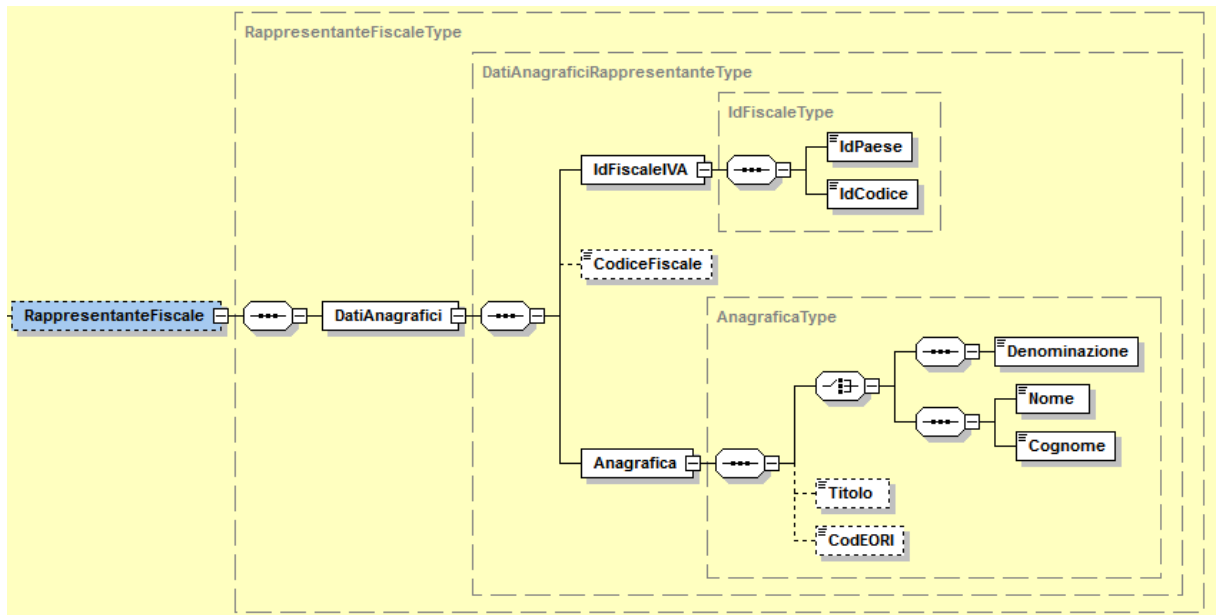 RappresentanteFiscaleType
DatiAnagraficiRappresentanteType
IdFiscaleType
IdPaese
IdFiscaleIVA
IdCodice
CodiceFiscale
RappresentanteFiscale
DatiAnagrafici
AnagraficaType
Denominazione
Nome
Cognome
Anagrafica
Titolo
CodEORI